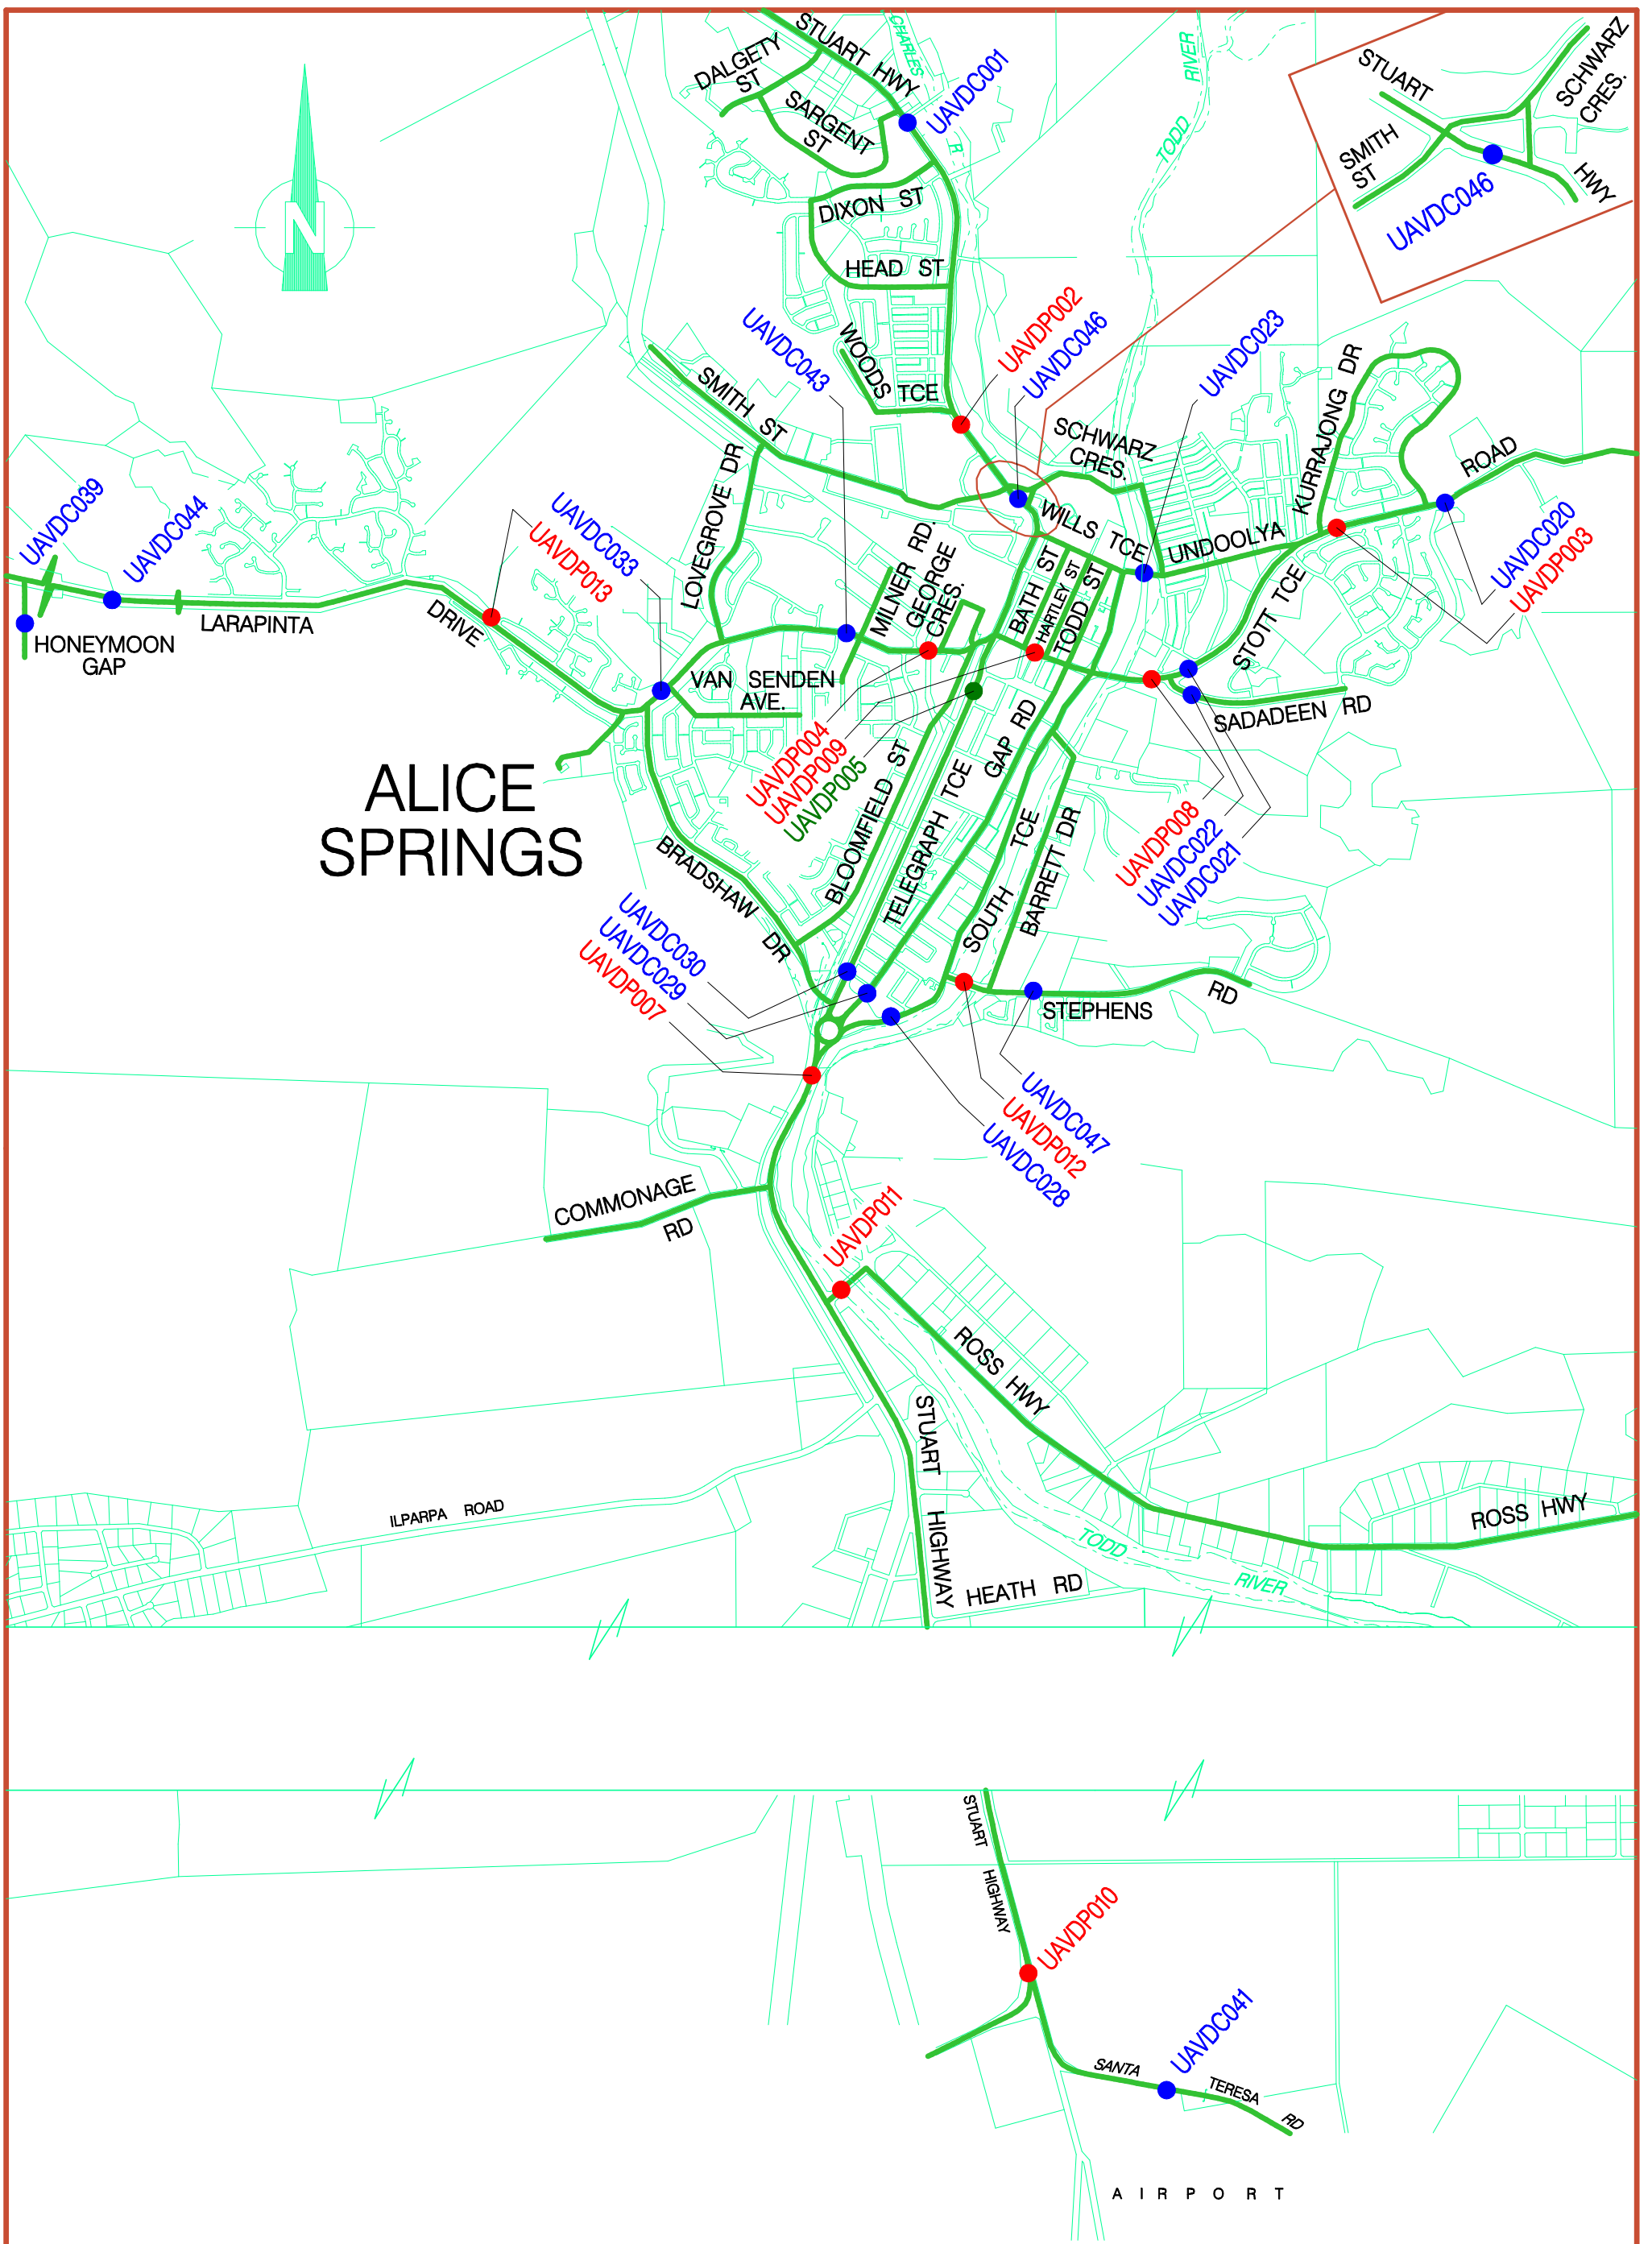 STUART HWY
CHARLES
R
DALGETY
ST
SARGENT
ST
UAVDC001
TODD
RIVER
STUART
HWY
SCHWARZ
CRES.
SMITH
ST
UAVDC046
N
DIXON ST
HEAD ST
WOODS
TCE
UAVDP002
UAVDC046
UAVDC043
UAVDC023
SMITH ST
SCHWARZ
CRES.
KURRAJONG DR
ROAD
LOVEGROVE DR
UAVDC039
UAVDC044
UAVDC033
UAVDP013
WILLS TCE
UNDOOLYA
UAVDC020
UAVDP003
MILNER RD.
GEORGE
CRES.
BATH ST
HARTLEY ST
TODD ST
STOTT TCE
LARAPINTA
DRIVE
HONEYMOON
GAP
VAN SENDEN
AVE.
SADADEEN RD
ALICE
SPRINGS
UAVDP004
UAVDP009
UAVDP005
BLOOMFIELD ST
TELEGRAPH TCE
GAP RD
SOUTH TCE
BARRETT DR
UAVDP008
UAVDC022
UAVDC021
BRADSHAW
DR
UAVDC030
UAVDC029
UAVDP007
STEPHENS
RD
UAVDC047
UAVDP012
UAVDC028
COMMONAGE
RD
UAVDP011
ROSS HWY
STUART
HIGHWAY
ROSS HWY
ILPARPA ROAD
TODD
RIVER
HEATH RD
STUART
HIGHWAY
UAVDP010
UAVDC041
SANTA
TERESA
RD
AIRPORT